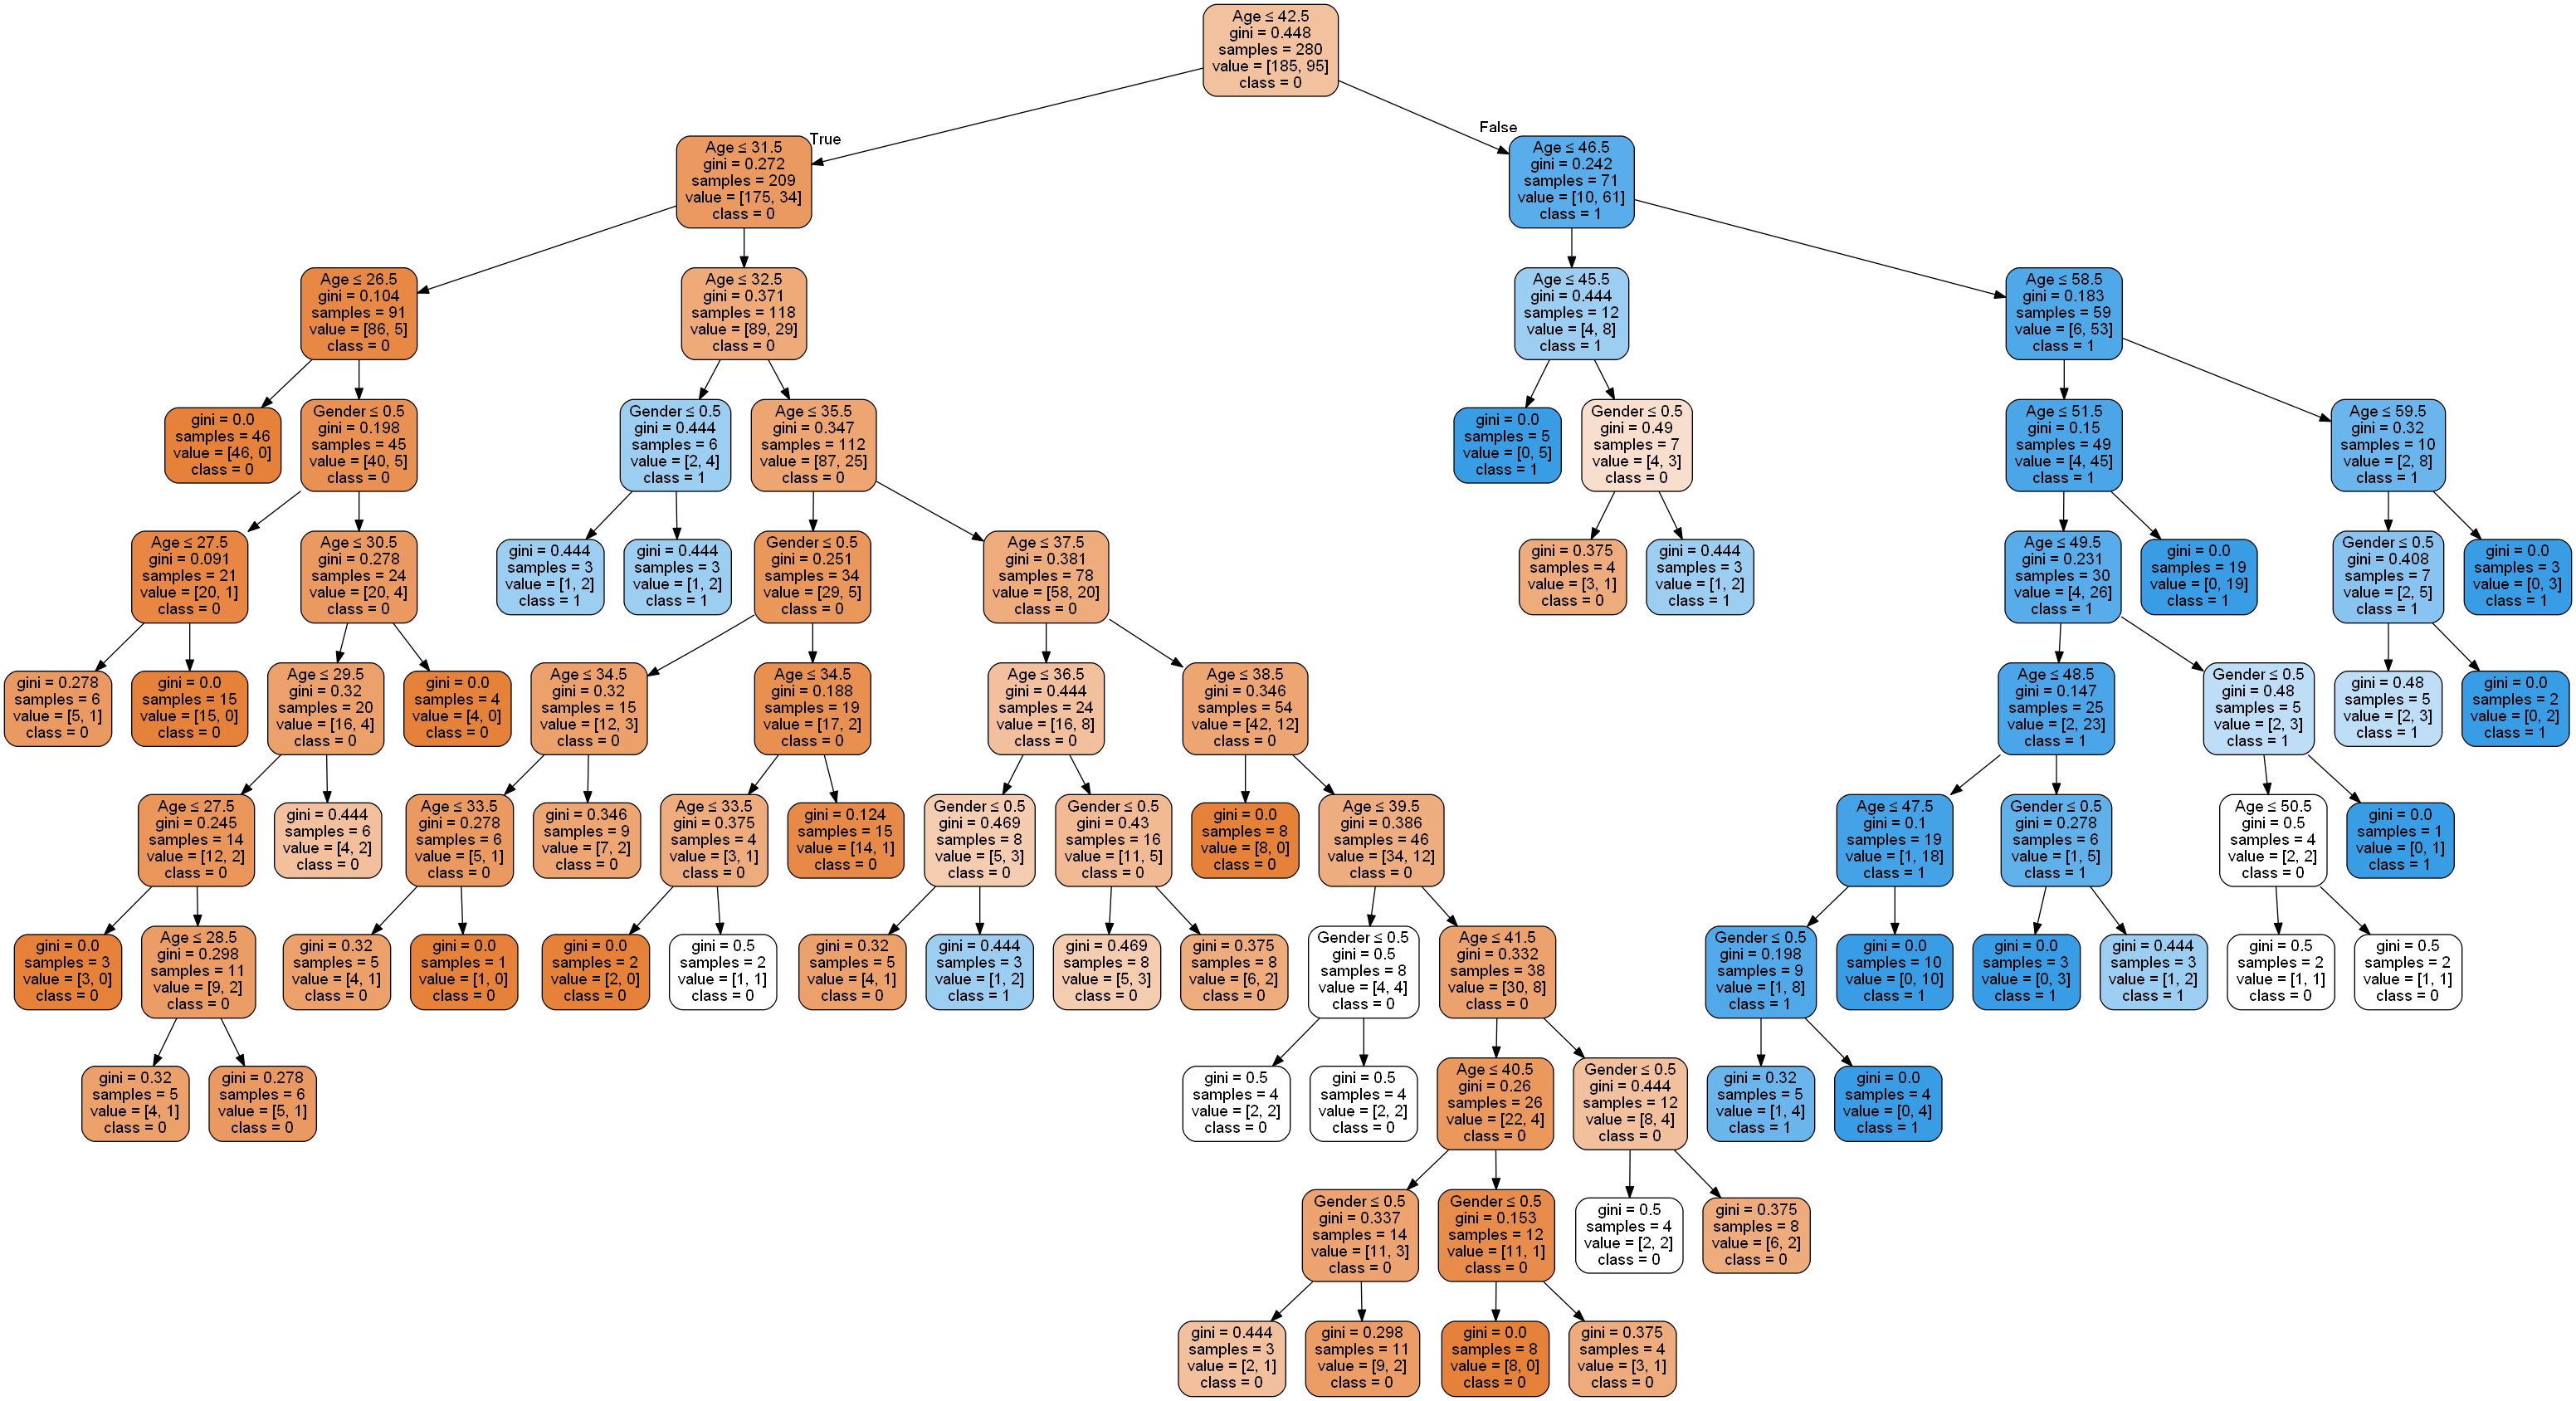 Age ≤ 42.5
gini = 0.448
samples = 280
value = [185, 95]
class = 0
True
False
Age ≤ 31.5
gini = 0.272
samples = 209
value = [175, 34]
class = 0
Age ≤ 46.5
gini = 0.242
samples = 71
value = [10, 61]
class = 1
Age ≤ 26.5
gini = 0.104
samples = 91
value = [86, 5]
class = 0
Age ≤ 32.5
gini = 0.371
samples = 118
value = [89, 29]
class = 0
Age ≤ 45.5
gini = 0.444
samples = 12
value = [4, 8]
class = 1
Age ≤ 58.5
gini = 0.183
samples = 59
value = [6, 53]
class = 1
gini = 0.0
samples = 46
value = [46, 0]
class = 0
Gender ≤ 0.5
gini = 0.198
samples = 45
value = [40, 5]
class = 0
Gender ≤ 0.5
gini = 0.444
samples = 6
value = [2, 4]
class = 1
Age ≤ 35.5
gini = 0.347
samples = 112
value = [87, 25]
class = 0
gini = 0.0
samples = 5
value = [0, 5]
class = 1
Gender ≤ 0.5
gini = 0.49
samples = 7
value = [4, 3]
class = 0
Age ≤ 51.5
gini = 0.15
samples = 49
value = [4, 45]
class = 1
Age ≤ 59.5
gini = 0.32
samples = 10
value = [2, 8]
class = 1
Age ≤ 27.5
gini = 0.091
samples = 21
value = [20, 1]
class = 0
Age ≤ 30.5
gini = 0.278
samples = 24
value = [20, 4]
class = 0
gini = 0.444
samples = 3
value = [1, 2]
class = 1
gini = 0.444
samples = 3
value = [1, 2]
class = 1
Gender ≤ 0.5
gini = 0.251
samples = 34
value = [29, 5]
class = 0
Age ≤ 37.5
gini = 0.381
samples = 78
value = [58, 20]
class = 0
gini = 0.375
samples = 4
value = [3, 1]
class = 0
gini = 0.444
samples = 3
value = [1, 2]
class = 1
Age ≤ 49.5
gini = 0.231
samples = 30
value = [4, 26]
class = 1
gini = 0.0
samples = 19
value = [0, 19]
class = 1
Gender ≤ 0.5
gini = 0.408
samples = 7
value = [2, 5]
class = 1
gini = 0.0
samples = 3
value = [0, 3]
class = 1
gini = 0.278
samples = 6
value = [5, 1]
class = 0
gini = 0.0
samples = 15
value = [15, 0]
class = 0
Age ≤ 29.5
gini = 0.32
samples = 20
value = [16, 4]
class = 0
gini = 0.0
samples = 4
value = [4, 0]
class = 0
Age ≤ 34.5
gini = 0.32
samples = 15
value = [12, 3]
class = 0
Age ≤ 34.5
gini = 0.188
samples = 19
value = [17, 2]
class = 0
Age ≤ 36.5
gini = 0.444
samples = 24
value = [16, 8]
class = 0
Age ≤ 38.5
gini = 0.346
samples = 54
value = [42, 12]
class = 0
Age ≤ 48.5
gini = 0.147
samples = 25
value = [2, 23]
class = 1
Gender ≤ 0.5
gini = 0.48
samples = 5
value = [2, 3]
class = 1
gini = 0.48
samples = 5
value = [2, 3]
class = 1
gini = 0.0
samples = 2
value = [0, 2]
class = 1
Age ≤ 27.5
gini = 0.245
samples = 14
value = [12, 2]
class = 0
gini = 0.444
samples = 6
value = [4, 2]
class = 0
Age ≤ 33.5
gini = 0.278
samples = 6
value = [5, 1]
class = 0
gini = 0.346
samples = 9
value = [7, 2]
class = 0
Age ≤ 33.5
gini = 0.375
samples = 4
value = [3, 1]
class = 0
gini = 0.124
samples = 15
value = [14, 1]
class = 0
Gender ≤ 0.5
gini = 0.469
samples = 8
value = [5, 3]
class = 0
Gender ≤ 0.5
gini = 0.43
samples = 16
value = [11, 5]
class = 0
gini = 0.0
samples = 8
value = [8, 0]
class = 0
Age ≤ 39.5
gini = 0.386
samples = 46
value = [34, 12]
class = 0
Age ≤ 47.5
gini = 0.1
samples = 19
value = [1, 18]
class = 1
Gender ≤ 0.5
gini = 0.278
samples = 6
value = [1, 5]
class = 1
Age ≤ 50.5
gini = 0.5
samples = 4
value = [2, 2]
class = 0
gini = 0.0
samples = 1
value = [0, 1]
class = 1
gini = 0.0
samples = 3
value = [3, 0]
class = 0
Age ≤ 28.5
gini = 0.298
samples = 11
value = [9, 2]
class = 0
gini = 0.32
samples = 5
value = [4, 1]
class = 0
gini = 0.0
samples = 1
value = [1, 0]
class = 0
gini = 0.0
samples = 2
value = [2, 0]
class = 0
gini = 0.5
samples = 2
value = [1, 1]
class = 0
gini = 0.32
samples = 5
value = [4, 1]
class = 0
gini = 0.444
samples = 3
value = [1, 2]
class = 1
gini = 0.469
samples = 8
value = [5, 3]
class = 0
gini = 0.375
samples = 8
value = [6, 2]
class = 0
Gender ≤ 0.5
gini = 0.5
samples = 8
value = [4, 4]
class = 0
Age ≤ 41.5
gini = 0.332
samples = 38
value = [30, 8]
class = 0
Gender ≤ 0.5
gini = 0.198
samples = 9
value = [1, 8]
class = 1
gini = 0.0
samples = 10
value = [0, 10]
class = 1
gini = 0.0
samples = 3
value = [0, 3]
class = 1
gini = 0.444
samples = 3
value = [1, 2]
class = 1
gini = 0.5
samples = 2
value = [1, 1]
class = 0
gini = 0.5
samples = 2
value = [1, 1]
class = 0
gini = 0.32
samples = 5
value = [4, 1]
class = 0
gini = 0.278
samples = 6
value = [5, 1]
class = 0
gini = 0.5
samples = 4
value = [2, 2]
class = 0
gini = 0.5
samples = 4
value = [2, 2]
class = 0
Age ≤ 40.5
gini = 0.26
samples = 26
value = [22, 4]
class = 0
Gender ≤ 0.5
gini = 0.444
samples = 12
value = [8, 4]
class = 0
gini = 0.32
samples = 5
value = [1, 4]
class = 1
gini = 0.0
samples = 4
value = [0, 4]
class = 1
Gender ≤ 0.5
gini = 0.337
samples = 14
value = [11, 3]
class = 0
Gender ≤ 0.5
gini = 0.153
samples = 12
value = [11, 1]
class = 0
gini = 0.5
samples = 4
value = [2, 2]
class = 0
gini = 0.375
samples = 8
value = [6, 2]
class = 0
gini = 0.444
samples = 3
value = [2, 1]
class = 0
gini = 0.298
samples = 11
value = [9, 2]
class = 0
gini = 0.0
samples = 8
value = [8, 0]
class = 0
gini = 0.375
samples = 4
value = [3, 1]
class = 0